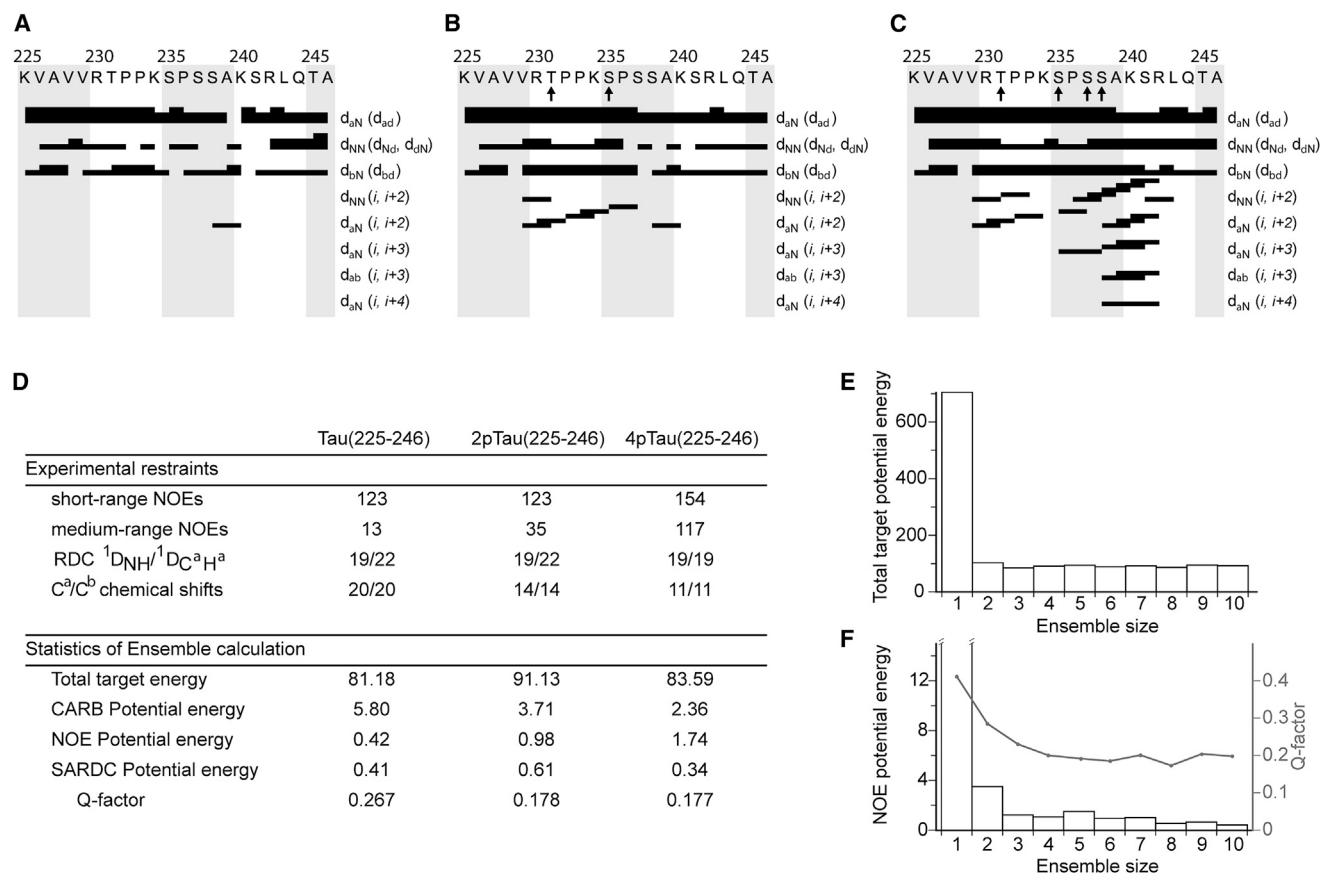 A
225 230 235 240 245
K V A V V R T P P K S P S S A K S R L Q T A
daN (dad)
dNN (dNd, ddN)
dbN (dbd)
dNN (i, i+2)
daN (i, i+2)
daN (i, i+3)
dab (i, i+3)
daN (i, i+4)
B
225 230 235 240 245
K V A V V R T P P K S P S S A K S R L Q T A
daN (dad)
dNN (dNd, ddN)
dbN (dbd)
dNN (i, i+2)
daN (i, i+2)
daN (i, i+3)
dab (i, i+3)
daN (i, i+4)
C
225 230 235 240 245
K V A V V R T P P K S P S S A K S R L Q T A
daN (dad)
dNN (dNd, ddN)
dbN (dbd)
dNN (i, i+2)
daN (i, i+2)
daN (i, i+3)
dab (i, i+3)
daN (i, i+4)
D
Tau(225-246) 2pTau(225-246) 4pTau(225-246)
Experimental restraints
short-range NOEs 123 123 154
medium-range NOEs 13 35 117
RDC 1DNH/1DCaHa 19/22 19/22 19/19
Ca/Cb chemical shifts 20/20 14/14 11/11
Statistics of Ensemble calculation
Total target energy 81.18 91.13 83.59
CARB Potential energy 5.80 3.71 2.36
NOE Potential energy 0.42 0.98 1.74
SARDC Potential energy 0.41 0.61 0.34
Q-factor 0.267 0.178 0.177
E
Total target potential energy
600
400
200
0
1 2 3 4 5 6 7 8 9 10
Ensemble size
F
NOE potential energy
12
8
4
0
0.4
0.3
0.2
0.1
0
Q-factor
1 2 3 4 5 6 7 8 9 10
Ensemble size